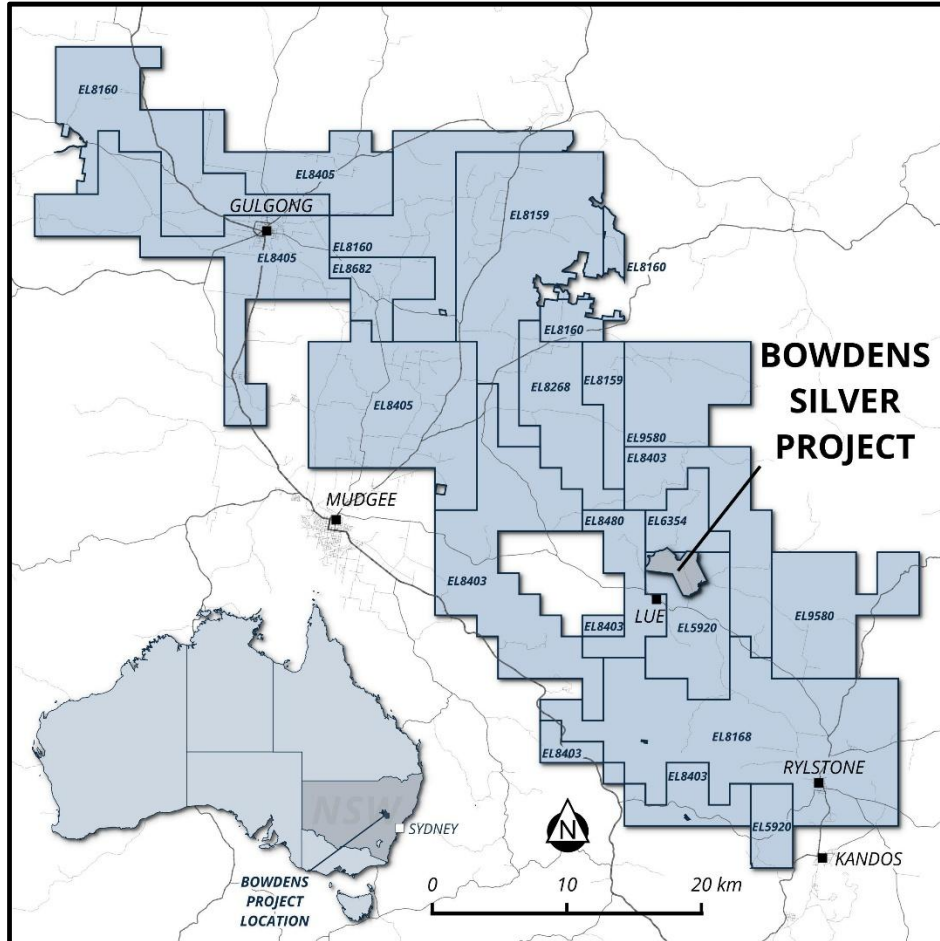 EL8160
EL8405
GULGONG
EL8159
EL8405
EL8160
EL8682
EL8160
EL8160
BOWDENS
SILVER
PROJECT
EL8268
EL8159
EL8405
EL9580
EL8403
MUDGEE
EL8480
EL6354
EL8403
LUE
EL8403
EL5920
EL9580
EL8168
EL8403
EL8403
RYLSTONE
EL5920
KANDOS
NSW
SYDNEY
BOWDENS
PROJECT
LOCATION
N
0 10 20 km